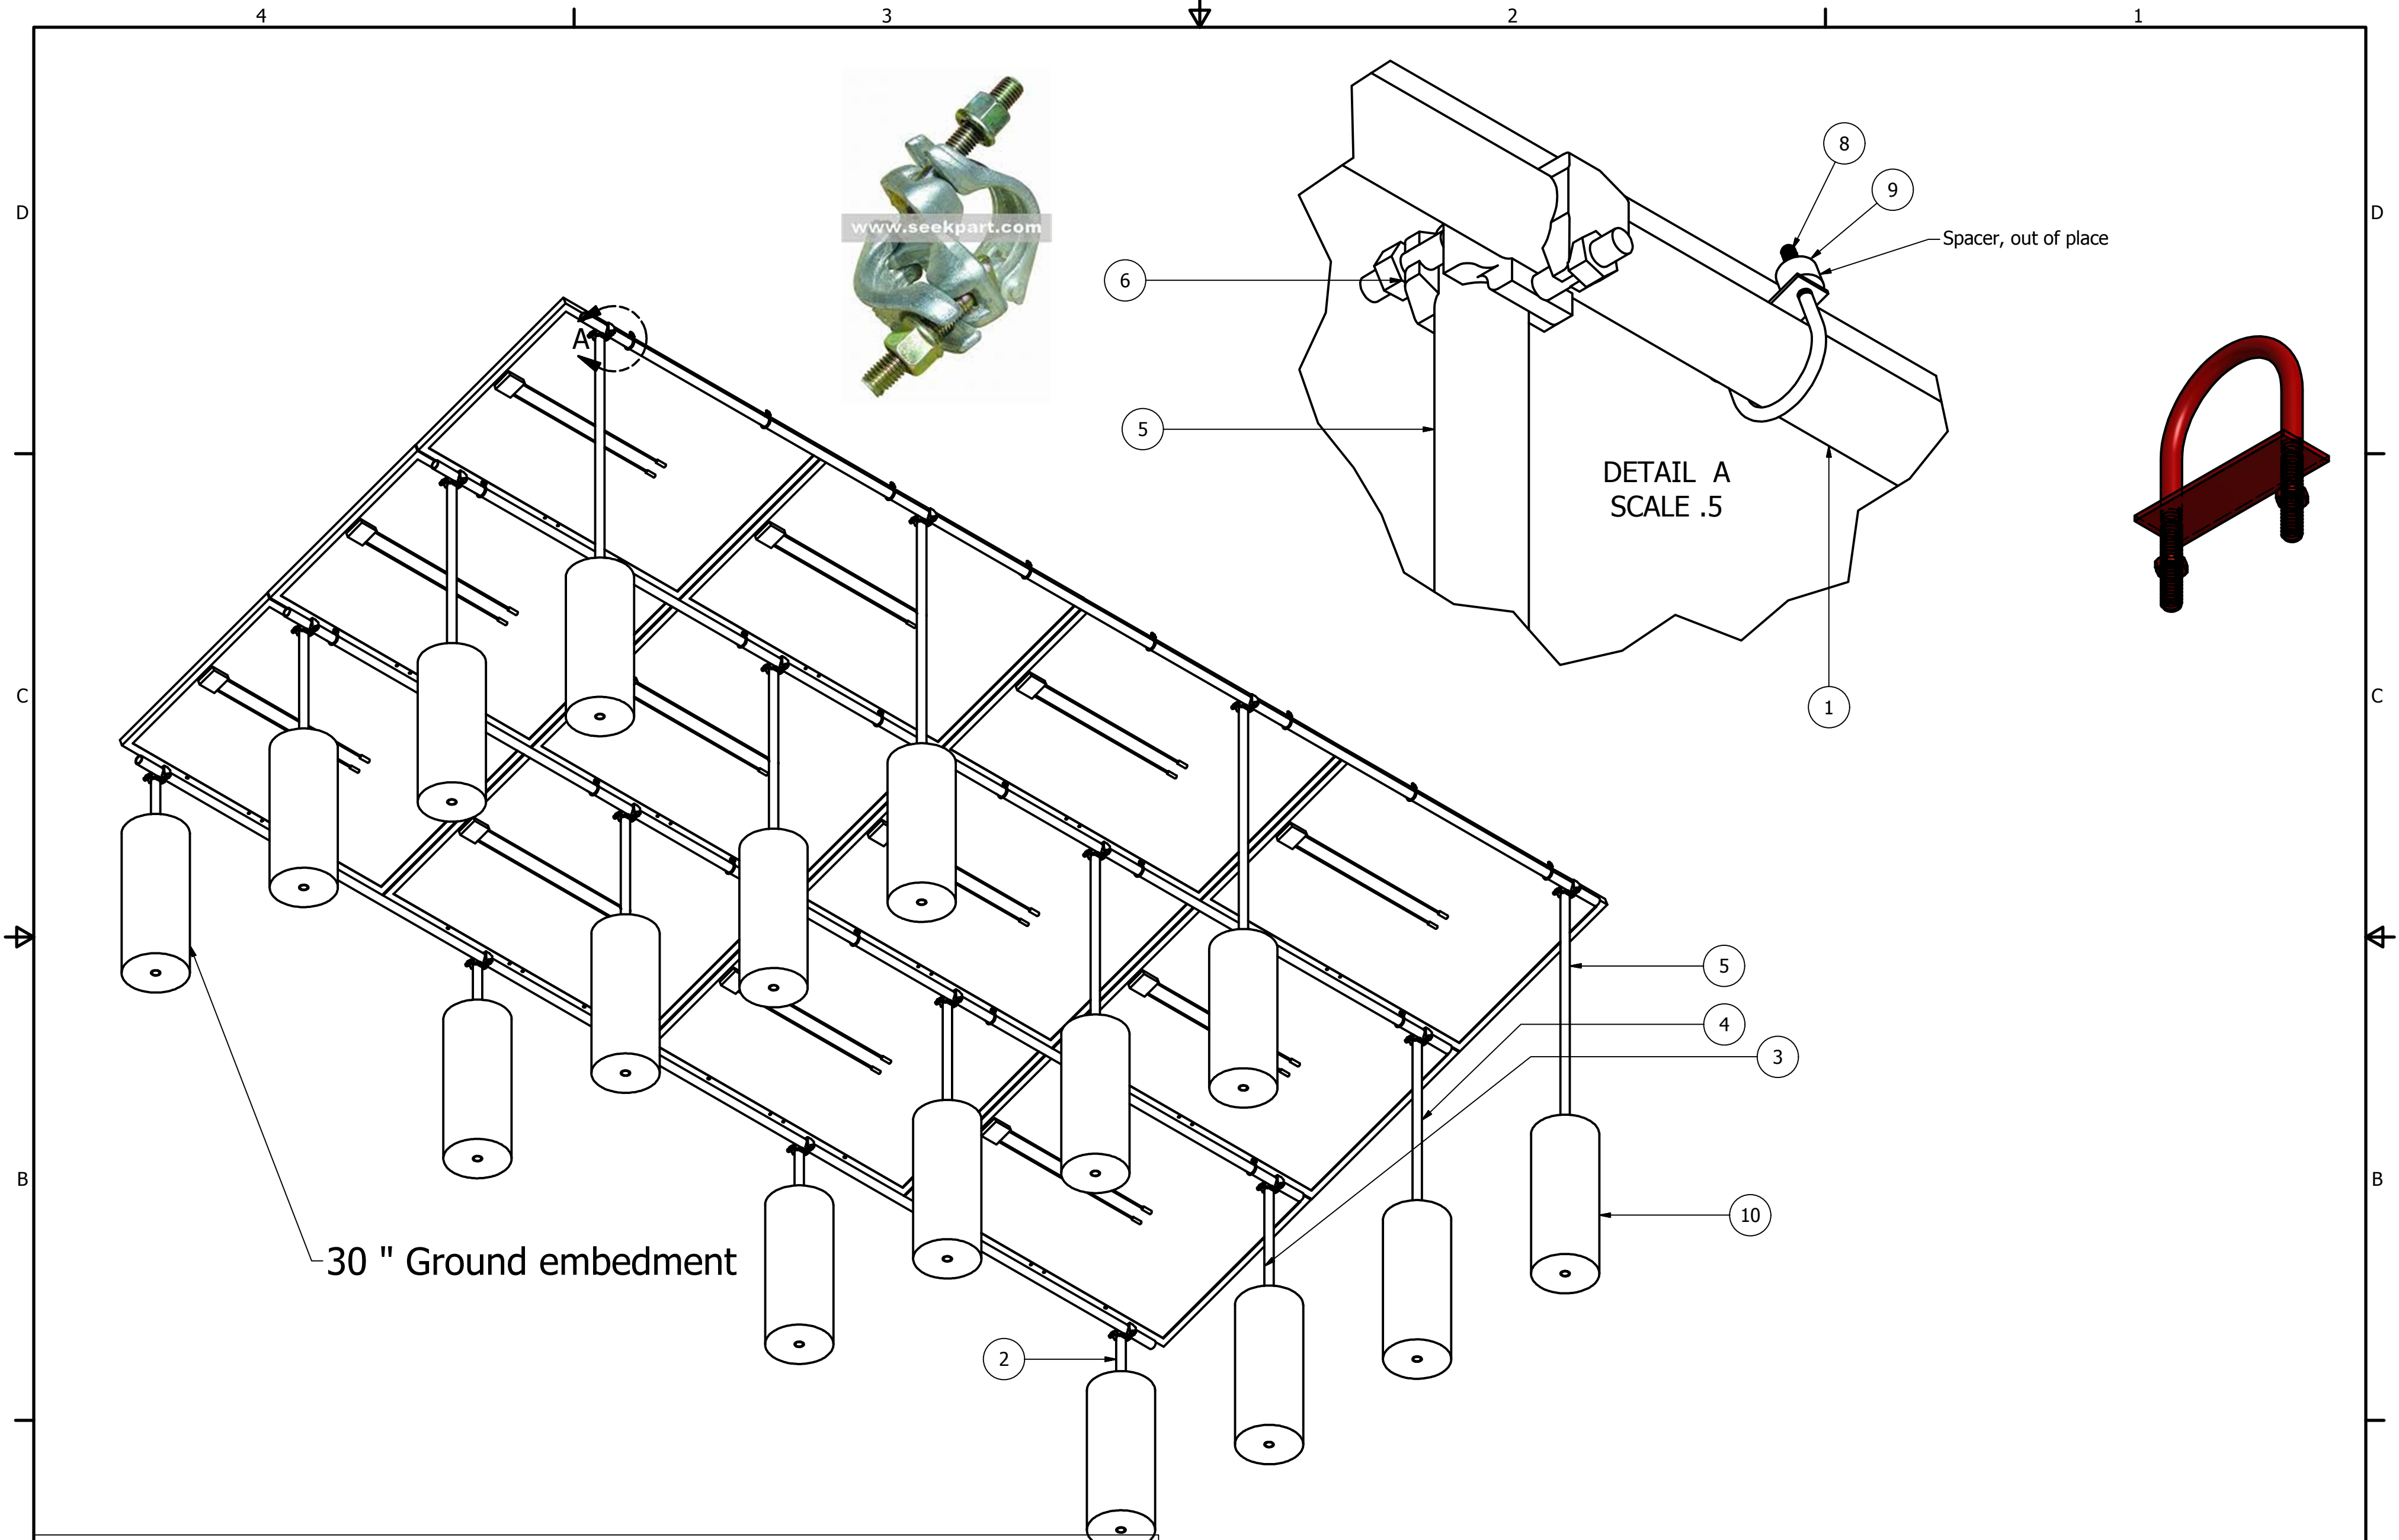 4
3
2
1
D
D
www.seekpart.com
8
9
Spacer, out of place
6
A
5
DETAIL A
SCALE .5
C
C
1
5
4
3
B
B
10
30 " Ground embedment
2